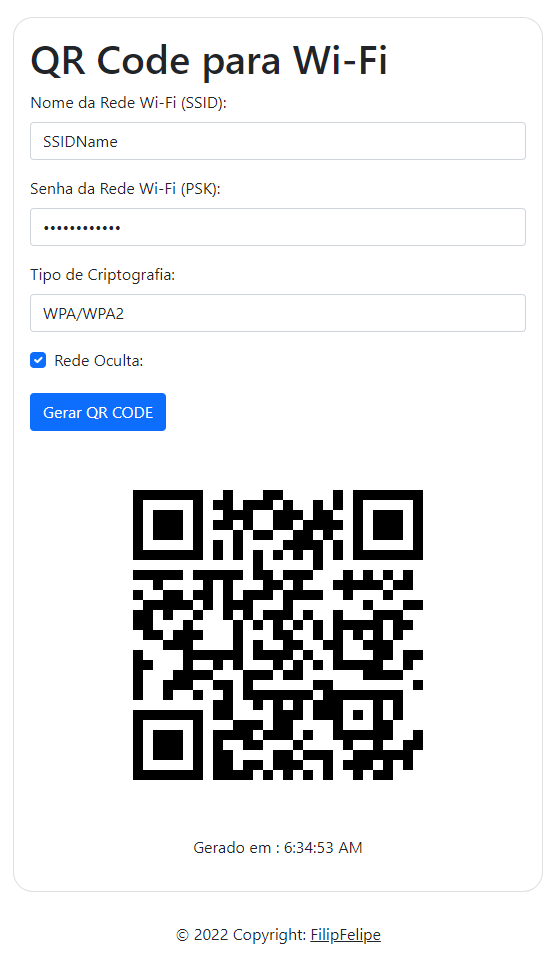 QR Code para Wi-Fi
Nome da Rede Wi-Fi (SSID):
SSIDName
Senha da Rede Wi-Fi (PSK):
••••••••••••
Tipo de Criptografia:
WPA/WPA2
Rede Oculta:
Gerar QR CODE
Gerado em : 6:34:53 AM
© 2022 Copyright: FilipFelipe